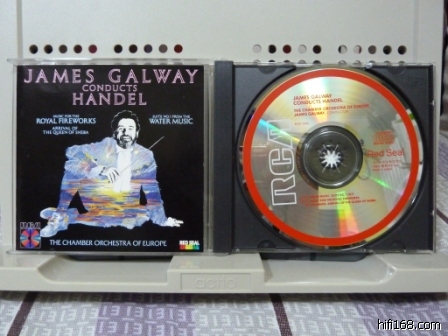 JAMES GALWAY
CONDUCTS
HANDEL
MUSIC FOR THE
ROYAL FIREWORKS
ARRIVAL OF
THE QUEEN OF SHEBA
SUITE NO. 1 FROM THE
WATER MUSIC
RCA
RED SEAL
THE CHAMBER ORCHESTRA OF EUROPE
JAMES GALWAY
CONDUCTS HANDEL
THE CHAMBER ORCHESTRA OF EUROPE
JAMES GALWAY
RCA
Red Seal
hifi168.com